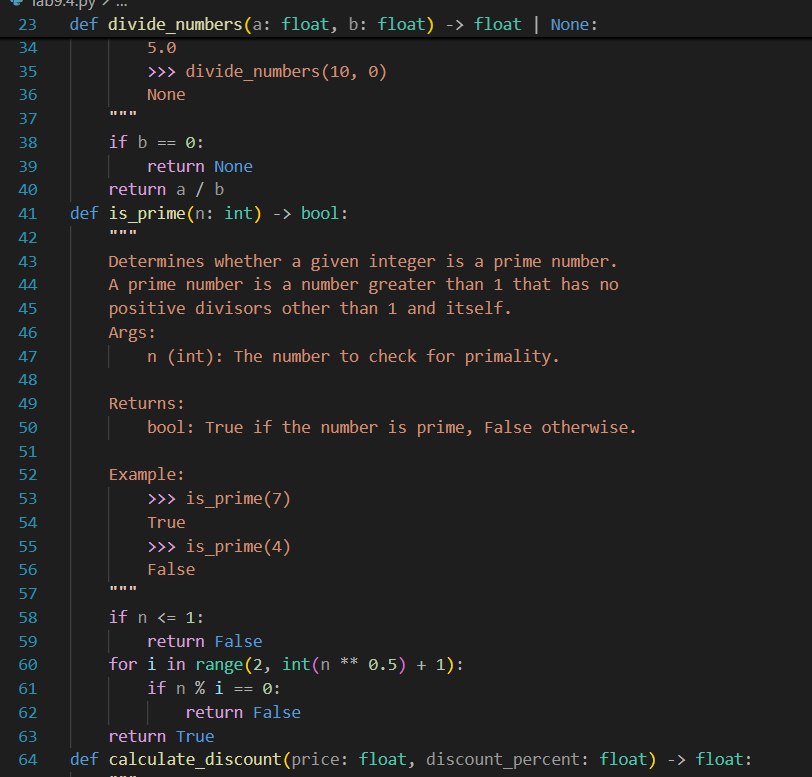 lab9.4.py > ...
23 def divide_numbers(a: float, b: float) -> float | None:
34 5.0
35 >>> divide_numbers(10, 0)
36 None
37 """
38 if b == 0:
39 return None
40 return a / b
41 def is_prime(n: int) -> bool:
42 """
43 Determines whether a given integer is a prime number.
44 A prime number is a number greater than 1 that has no
45 positive divisors other than 1 and itself.
46 Args:
47 n (int): The number to check for primality.
48
49 Returns:
50 bool: True if the number is prime, False otherwise.
51
52 Example:
53 >>> is_prime(7)
54 True
55 >>> is_prime(4)
56 False
57 """
58 if n <= 1:
59 return False
60 for i in range(2, int(n ** 0.5) + 1):
61 if n % i == 0:
62 return False
63 return True
64 def calculate_discount(price: float, discount_percent: float) -> float:
"""